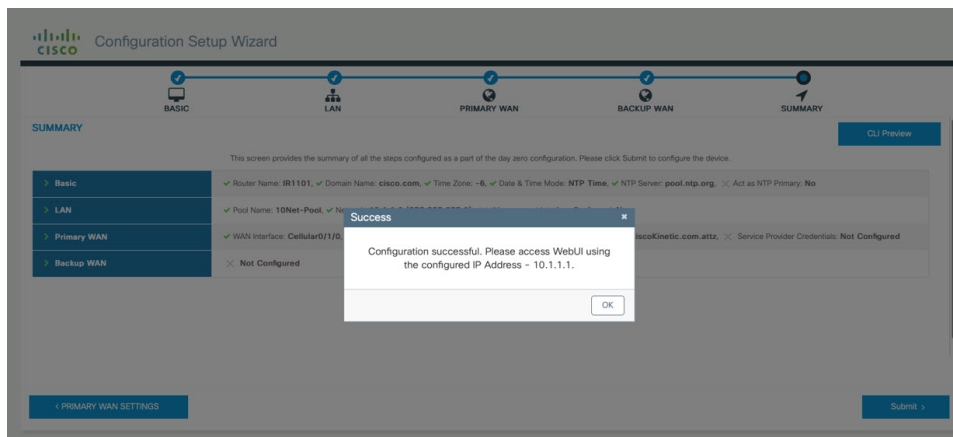 CISCO Configuration Setup Wizard
BASIC LAN PRIMARY WAN BACKUP WAN SUMMARY
SUMMARY
CLI Preview
This screen provides the summary of all the steps configured as a part of the day zero configuration. Please click Submit to configure the device.
> Basic
✓ Router Name: IR1101, ✓ Domain Name: cisco.com, ✓ Time Zone: -6, ✓ Date & Time Mode: NTP Time, ✓ NTP Server: pool.ntp.org, ✕ Act as NTP Primary: No
> LAN
✓ Pool Name: 10Net-Pool,
> Primary WAN
✓ WAN Interface: Cellular0/1/0, iscoKinetic.com.attz, ✕ Service Provider Credentials: Not Configured
> Backup WAN
✕ Not Configured
Success ×
Configuration successful. Please access WebUI using
the configured IP Address - 10.1.1.1.
OK
< PRIMARY WAN SETTINGS
Submit >